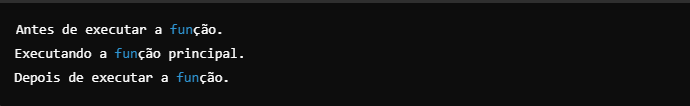 Antes de executar a função.
Executando a função principal.
Depois de executar a função.